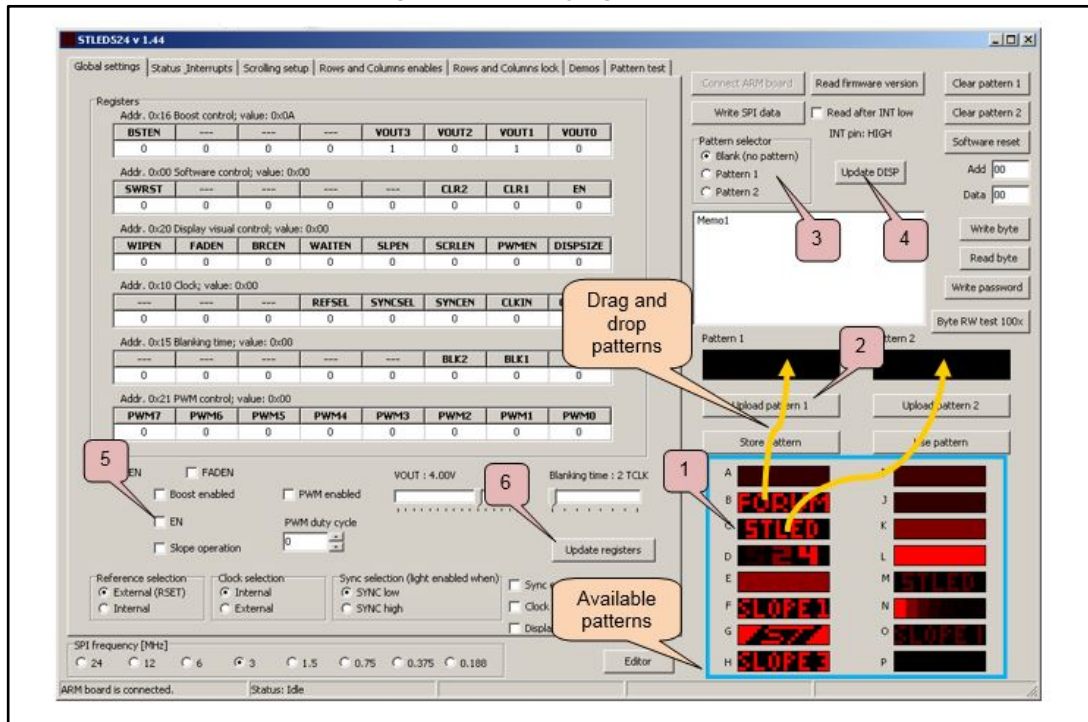 STLED524 v 1.44
Global settings Status _Interrupts Scrolling setup Rows and Columns enables Rows and Columns lock Demos Pattern test
Registers
Addr. 0x16 Boost control; value: 0x0A
BSTEN --- --- --- VOUT3 VOUT2 VOUT1 VOUT0
0 0 0 0 1 0 1 0
Addr. 0x00 Software control; value: 0x00
SWRST --- --- --- --- CLR2 CLR1 EN
0 0 0 0 0 0 0 0
Addr. 0x20 Display visual control; value: 0x00
WIPEN FADEN BRCEN WAITEN SLPEN SCRLEN PWMEN DISPSIZE
0 0 0 0 0 0 0 0
Addr. 0x10 Clock; value: 0x00
--- --- --- REFSEL SYNCSEL SYNCEN CLKIN
0 0 0 0 0 0 0
Addr. 0x15 Blanking time; value: 0x00
--- --- --- --- --- BLK2 BLK1
0 0 0 0 0 0 0 0
Addr. 0x21 PWM control; value: 0x00
PWM7 PWM6 PWM5 PWM4 PWM3 PWM2 PWM1 PWM0
0 0 0 0 0 0 0 0
5
EN FADEN
Boost enabled PWM enabled
EN
Slope operation
PWM duty cycle
0
VOUT : 4.00V
6
Blanking time : 2 TCLK
Update registers
Reference selection
External (RSET)
Internal
Clock selection
Internal
External
Sync selection (light enabled when)
SYNC low
SYNC high
Sync
Clock
SPI frequency [MHz]
24 12 6 3 1.5 0.75 0.375 0.188
Editor
ARM board is connected. Status: Idle
Connect ARM board Read firmware version Clear pattern 1
Write SPI data Read after INT low Clear pattern 2
INT pin: HIGH
Software reset
Pattern selector
Blank (no pattern)
Pattern 1
Pattern 2
Update DISP
Add 00
Data 00
Memo1
3
4
Write byte
Read byte
Write password
Byte RW test 100x
Drag and
drop
patterns
Pattern 1
2
Upload pattern 1 Upload pattern 2
Store pattern
pattern
1
Available
patterns
A
B FORUM J
C STLED K
D 24 L
E M STLED
F SLOPE 1 N
G ST O SLOPE 1
H SLOPE 3 P